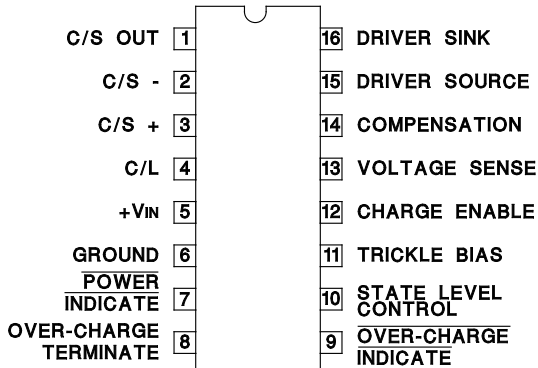 C/S OUT 1
C/S - 2
C/S + 3
C/L 4
+VIN 5
GROUND 6
POWER
INDICATE 7
OVER-CHARGE
TERMINATE 8
16 DRIVER SINK
15 DRIVER SOURCE
14 COMPENSATION
13 VOLTAGE SENSE
12 CHARGE ENABLE
11 TRICKLE BIAS
10 STATE LEVEL
CONTROL
9 OVER-CHARGE
INDICATE